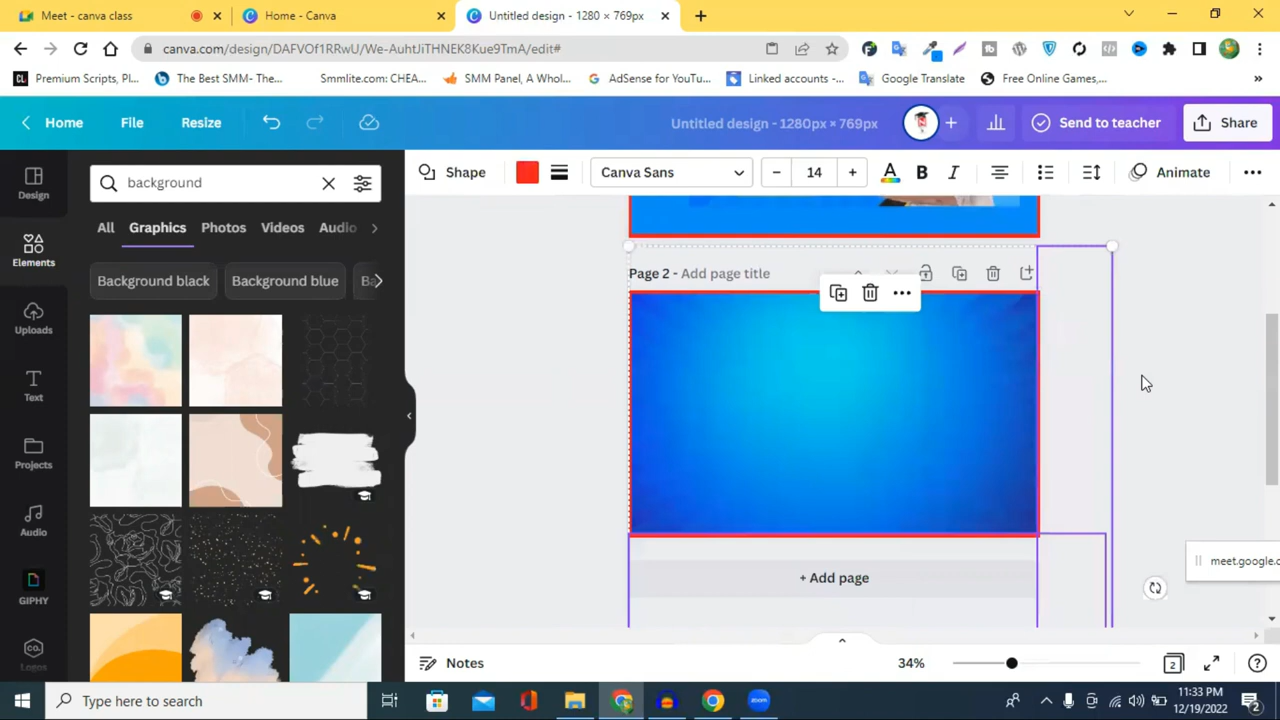 Meet - canva class
Home - Canva
Untitled design - 1280 × 769px
canva.com/design/DAFVOf1RRwU/We-AuhtJiTHNEK8Kue9TmA/edit#
Premium Scripts, Pl...
The Best SMM- The...
Smmlite.com: CHEA...
SMM Panel, A Whol...
AdSense for YouTu...
Linked accounts -...
Google Translate
Free Online Games,...
»
Home
File
Resize
Untitled design - 1280px × 769px
Send to teacher
Share
Design
Elements
Uploads
Text
Projects
Audio
GIPHY
Logos
background
All
Graphics
Photos
Videos
Audio
Background black
Background blue
Shape
Canva Sans
14
A
B
I
Animate
Page 2 - Add page title
+ Add page
meet.google.c
Notes
34%
2
Type here to search
zoom
11:33 PM
12/19/2022
2